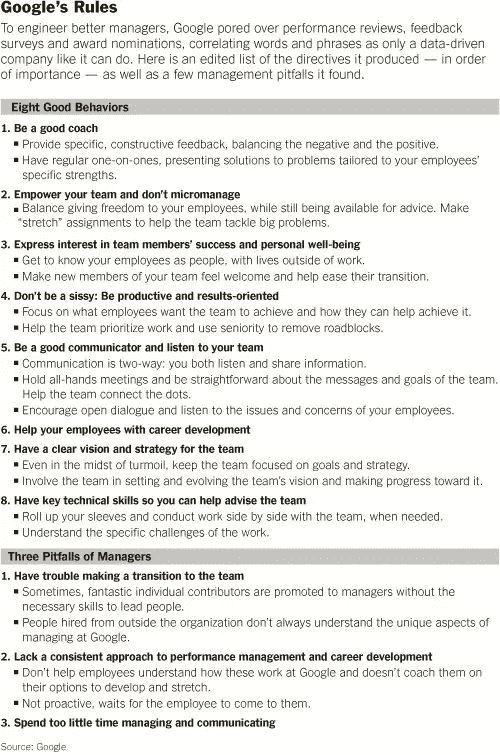 Google's Rules
To engineer better managers, Google pored over performance reviews, feedback
surveys and award nominations, correlating words and phrases as only a data-driven
company like it can do. Here is an edited list of the directives it produced — in order
of importance — as well as a few management pitfalls it found.
Eight Good Behaviors
1. Be a good coach
▪ Provide specific, constructive feedback, balancing the negative and the positive.
▪ Have regular one-on-ones, presenting solutions to problems tailored to your employees'
specific strengths.
2. Empower your team and don't micromanage
▪ Balance giving freedom to your employees, while still being available for advice. Make
"stretch" assignments to help the team tackle big problems.
3. Express interest in team members' success and personal well-being
▪ Get to know your employees as people, with lives outside of work.
▪ Make new members of your team feel welcome and help ease their transition.
4. Don't be a sissy: Be productive and results-oriented
▪ Focus on what employees want the team to achieve and how they can help achieve it.
▪ Help the team prioritize work and use seniority to remove roadblocks.
5. Be a good communicator and listen to your team
▪ Communication is two-way: you both listen and share information.
▪ Hold all-hands meetings and be straightforward about the messages and goals of the team.
Help the team connect the dots.
▪ Encourage open dialogue and listen to the issues and concerns of your employees.
6. Help your employees with career development
7. Have a clear vision and strategy for the team
▪ Even in the midst of turmoil, keep the team focused on goals and strategy.
▪ Involve the team in setting and evolving the team's vision and making progress toward it.
8. Have key technical skills so you can help advise the team
▪ Roll up your sleeves and conduct work side by side with the team, when needed.
▪ Understand the specific challenges of the work.
Three Pitfalls of Managers
1. Have trouble making a transition to the team
▪ Sometimes, fantastic individual contributors are promoted to managers without the
necessary skills to lead people.
▪ People hired from outside the organization don't always understand the unique aspects of
managing at Google.
2. Lack a consistent approach to performance management and career development
▪ Don't help employees understand how these work at Google and doesn't coach them on
their options to develop and stretch.
▪ Not proactive, waits for the employee to come to them.
3. Spend too little time managing and communicating
Source: Google